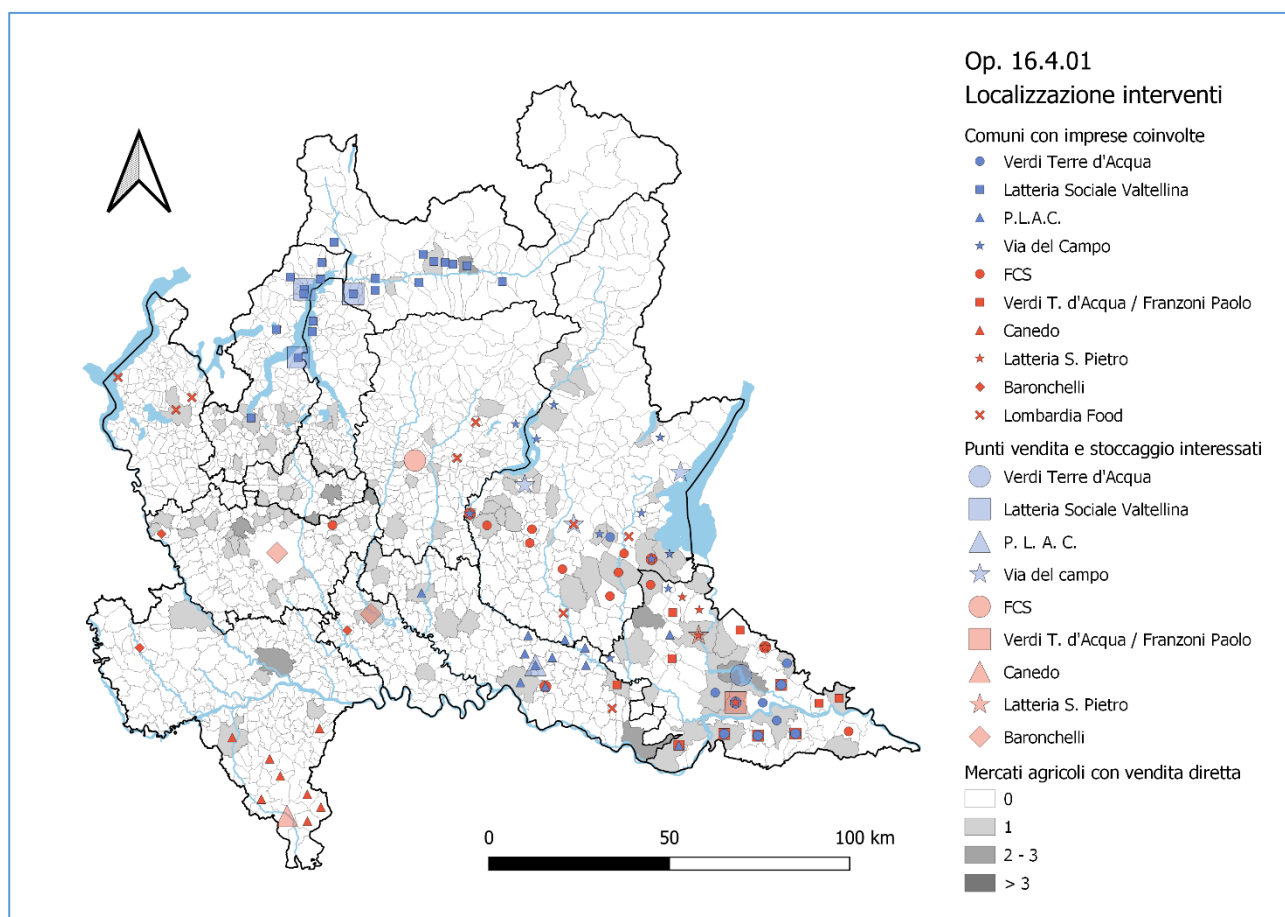 Op. 16.4.01
Localizzazione interventi
Comuni con imprese coinvolte
Verdi Terre d'Acqua
Latteria Sociale Valtellina
P.L.A.C.
Via del Campo
FCS
Verdi T. d'Acqua / Franzoni Paolo
Canedo
Latteria S. Pietro
Baronchelli
Lombardia Food
Punti vendita e stoccaggio interessati
Verdi Terre d'Acqua
Latteria Sociale Valtellina
P. L. A. C.
Via del campo
FCS
Verdi T. d'Acqua / Franzoni Paolo
Canedo
Latteria S. Pietro
Baronchelli
Mercati agricoli con vendita diretta
0
1
2 - 3
> 3
0 50 100 km